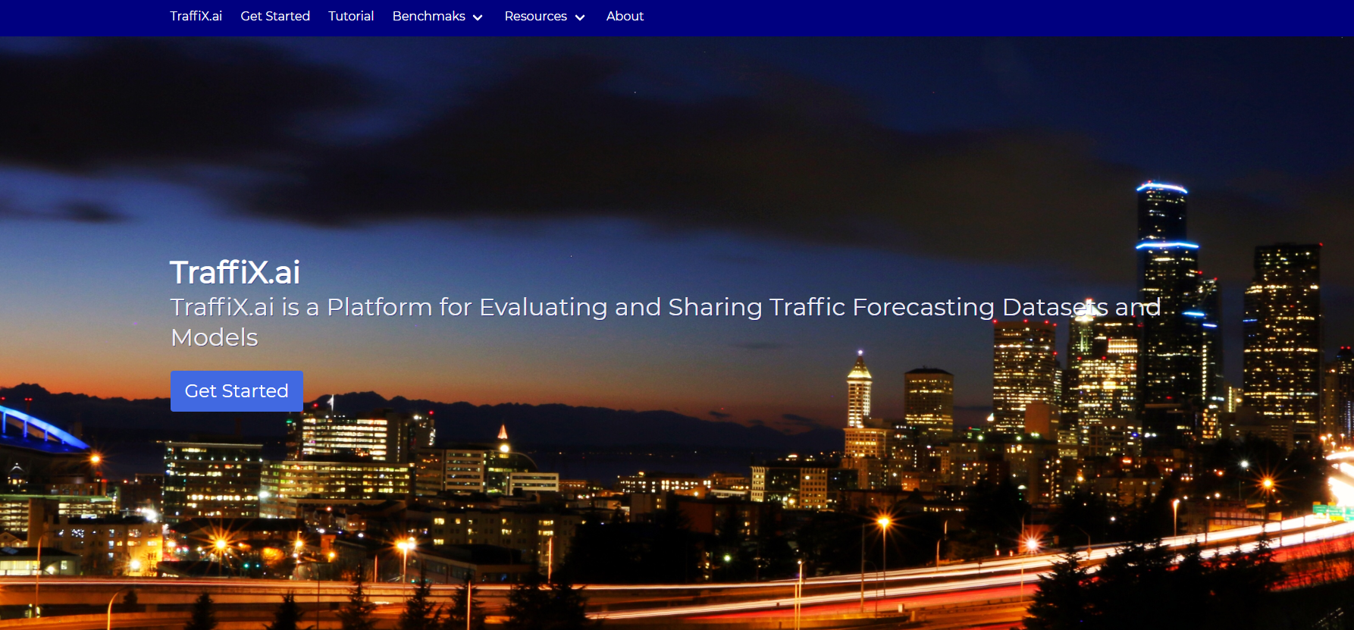 TraffiX.ai Get Started Tutorial Benchmaks Resources About
TraffiX.ai
TraffiX.ai is a Platform for Evaluating and Sharing Traffic Forecasting Datasets and
Models
Get Started